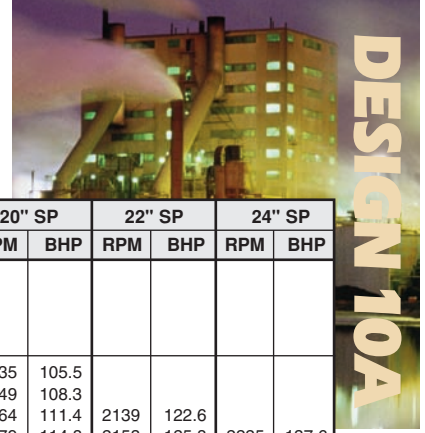 DESIGN 10A
20" SP 22" SP 24" SP
BHP RPM BHP RPM BHP
35 105.5
49 108.3
64 111.4 2139 122.6